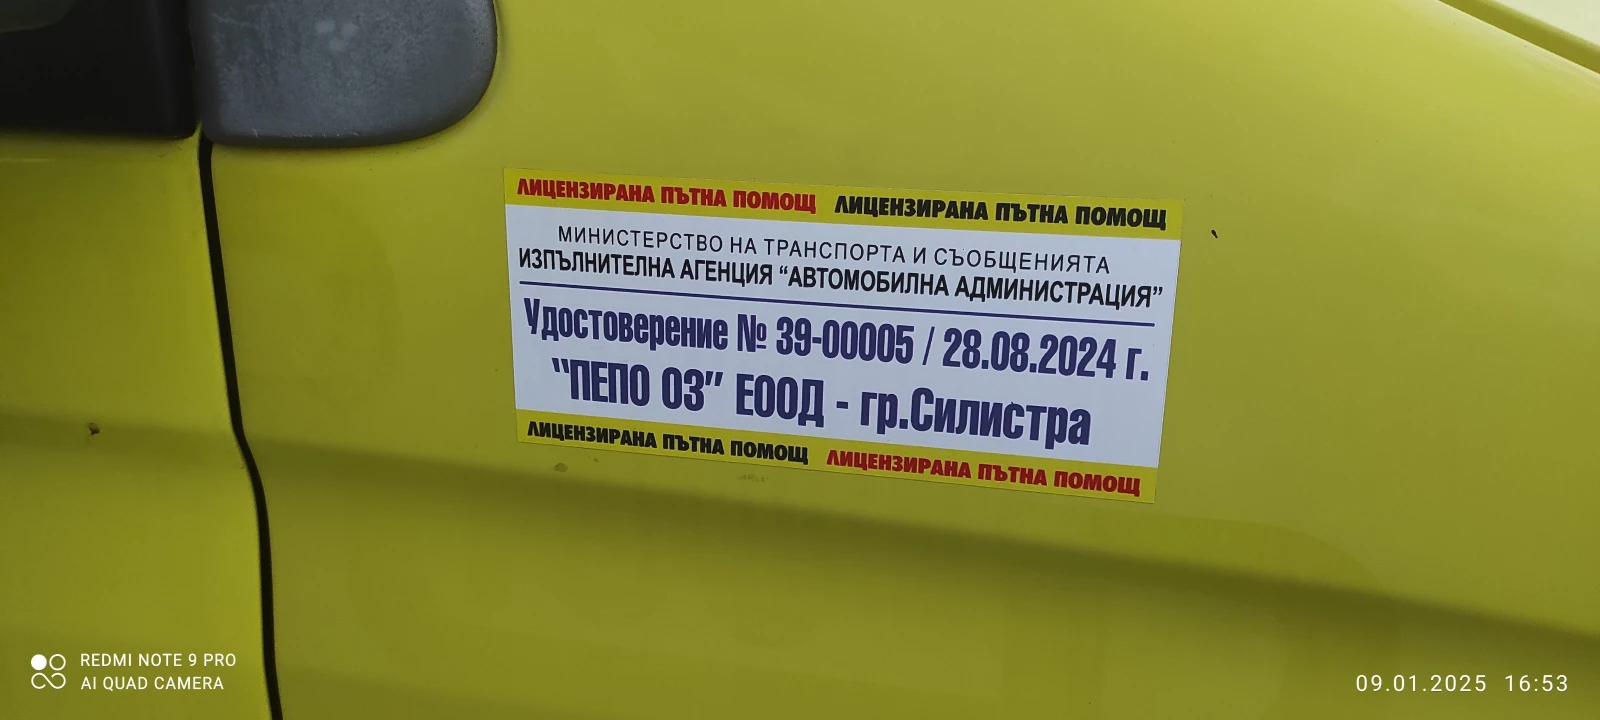 ЛИЦЕНЗИРАНА ПЪТНА ПОМОЩ ЛИЦЕНЗИРАНА ПЪТНА ПОМОЩ
МИНИСТЕРСТВО НА ТРАНСПОРТА И СЪОБЩЕНИЯТА
ИЗПЪЛНИТЕЛНА АГЕНЦИЯ “АВТОМОБИЛНА АДМИНИСТРАЦИЯ”
Удостоверение № 39-00005 / 28.08.2024 г.
“ПЕПО 03” ЕООД - гр.Силистра
ЛИЦЕНЗИРАНА ПЪТНА ПОМОЩ ЛИЦЕНЗИРАНА ПЪТНА ПОМОЩ
REDMI NOTE 9 PRO
AI QUAD CAMERA
09.01.2025 16:53